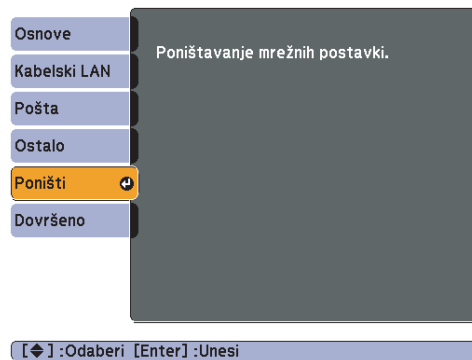 Osnove
Kabelski LAN
Pošta
Ostalo
Poništi
Dovršeno
Poništavanje mrežnih postavki.
[◆] :Odaberi [Enter] :Unesi